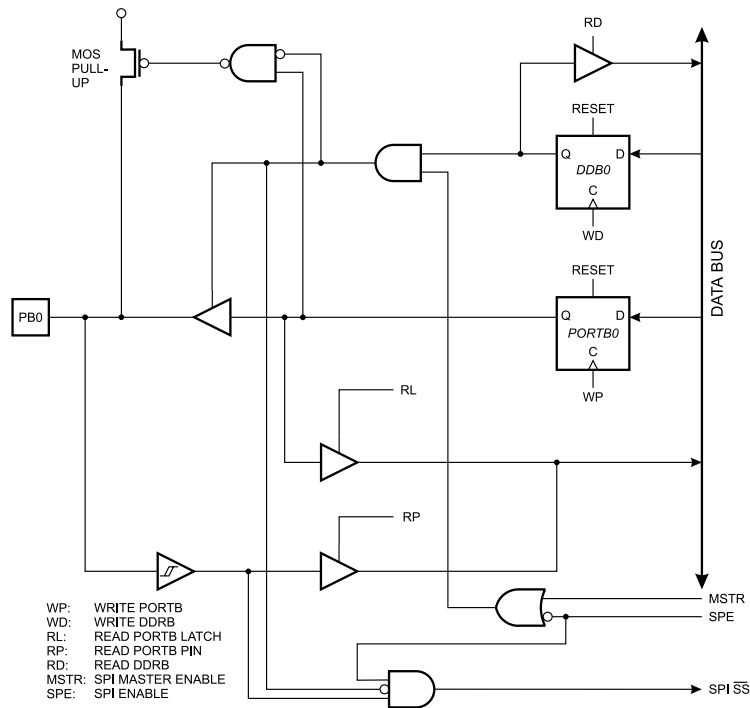 RD
MOS
PULL-
UP
RESET
Q
D
DDB0
C
WD
RESET
DATA BUS
PB0
Q
D
PORTB0
C
WP
RL
RP
WP: WRITE PORTB
WD: WRITE DDRB
RL: READ PORTB LATCH
RP: READ PORTB PIN
RD: READ DDRB
MSTR: SPI MASTER ENABLE
SPE: SPI ENABLE
MSTR
SPE
SPI S̅S̅